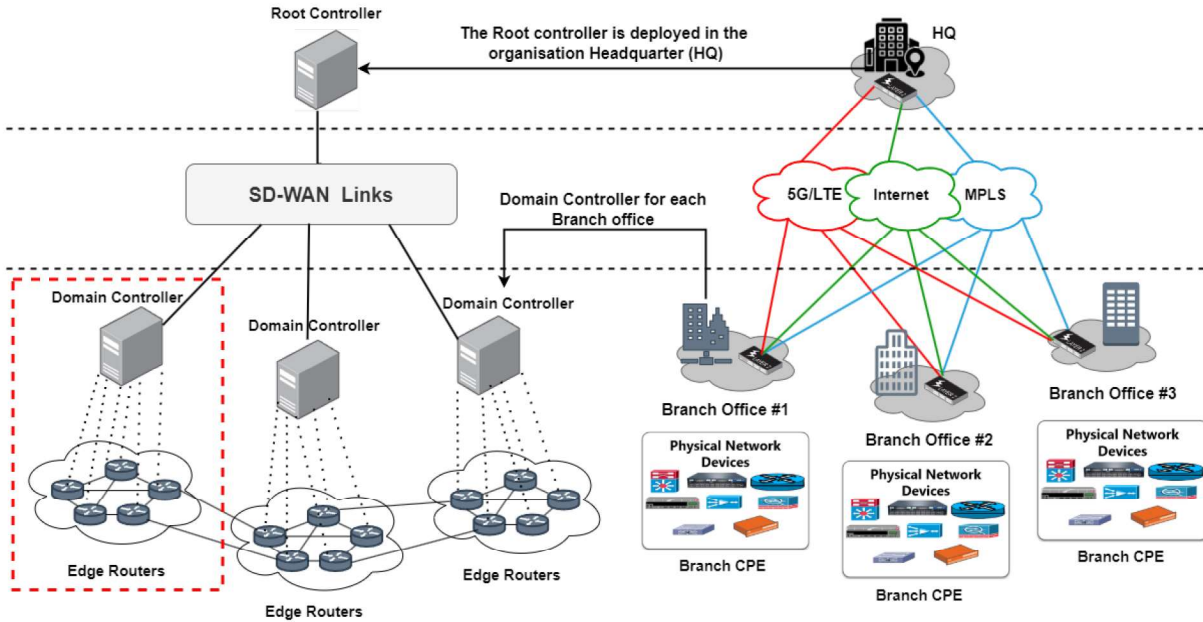 Root Controller
The Root controller is deployed in the
organisation Headquarter (HQ)
HQ
SD-WAN Links
Domain Controller for each
Branch office
5G/LTE
Internet
MPLS
Domain Controller
Domain Controller
Domain Controller
Edge Routers
Edge Routers
Edge Routers
Branch Office #1
Branch Office #2
Branch Office #3
Physical Network
Devices
Branch CPE
Physical Network
Devices
Branch CPE
Physical Network
Devices
Branch CPE